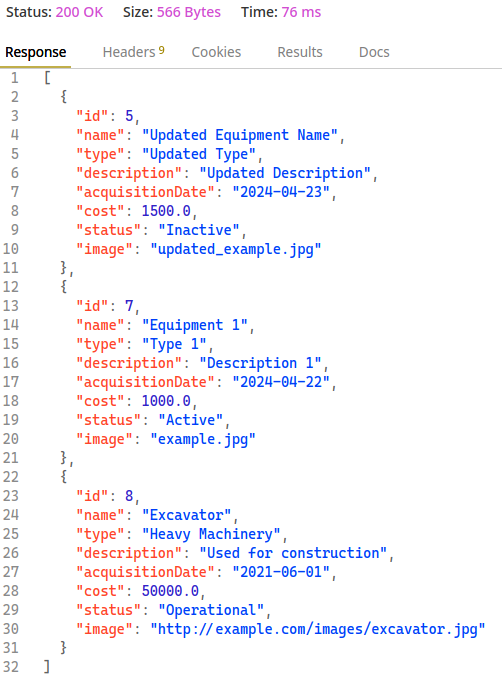 Status: 200 OK Size: 566 Bytes Time: 76 ms
Response Headers 9 Cookies Results Docs
1 [
2 {
3 "id": 5,
4 "name": "Updated Equipment Name",
5 "type": "Updated Type",
6 "description": "Updated Description",
7 "acquisitionDate": "2024-04-23",
8 "cost": 1500.0,
9 "status": "Inactive",
10 "image": "updated_example.jpg"
11 },
12 {
13 "id": 7,
14 "name": "Equipment 1",
15 "type": "Type 1",
16 "description": "Description 1",
17 "acquisitionDate": "2024-04-22",
18 "cost": 1000.0,
19 "status": "Active",
20 "image": "example.jpg"
21 },
22 {
23 "id": 8,
24 "name": "Excavator",
25 "type": "Heavy Machinery",
26 "description": "Used for construction",
27 "acquisitionDate": "2021-06-01",
28 "cost": 50000.0,
29 "status": "Operational",
30 "image": "http://example.com/images/excavator.jpg"
31 }
32 ]